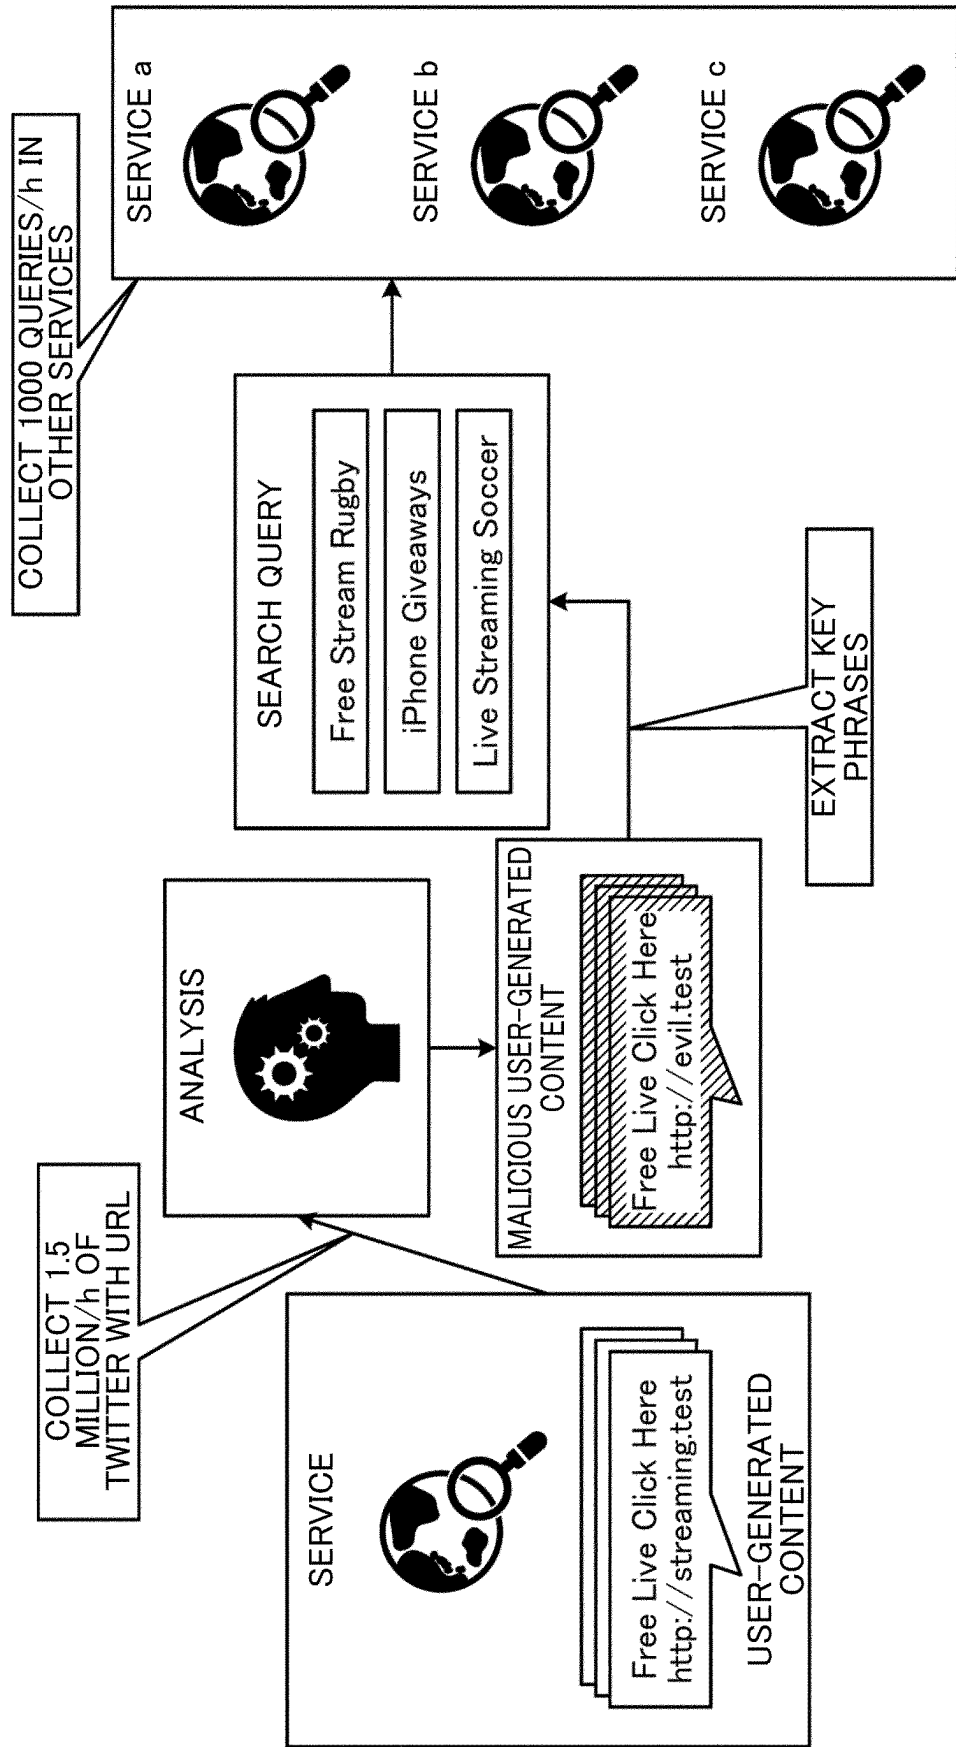 COLLECT 1.5
MILLION/h OF
TWITTER WITH URL
SERVICE
Free Live Click Here
http://streaming.test
USER-GENERATED
CONTENT
ANALYSIS
MALICIOUS USER-GENERATED
CONTENT
Free Live Click Here
http://evil.test
EXTRACT KEY
PHRASES
SEARCH QUERY
Free Stream Rugby
iPhone Giveaways
Live Streaming Soccer
COLLECT 1000 QUERIES/h IN
OTHER SERVICES
SERVICE a
SERVICE b
SERVICE c